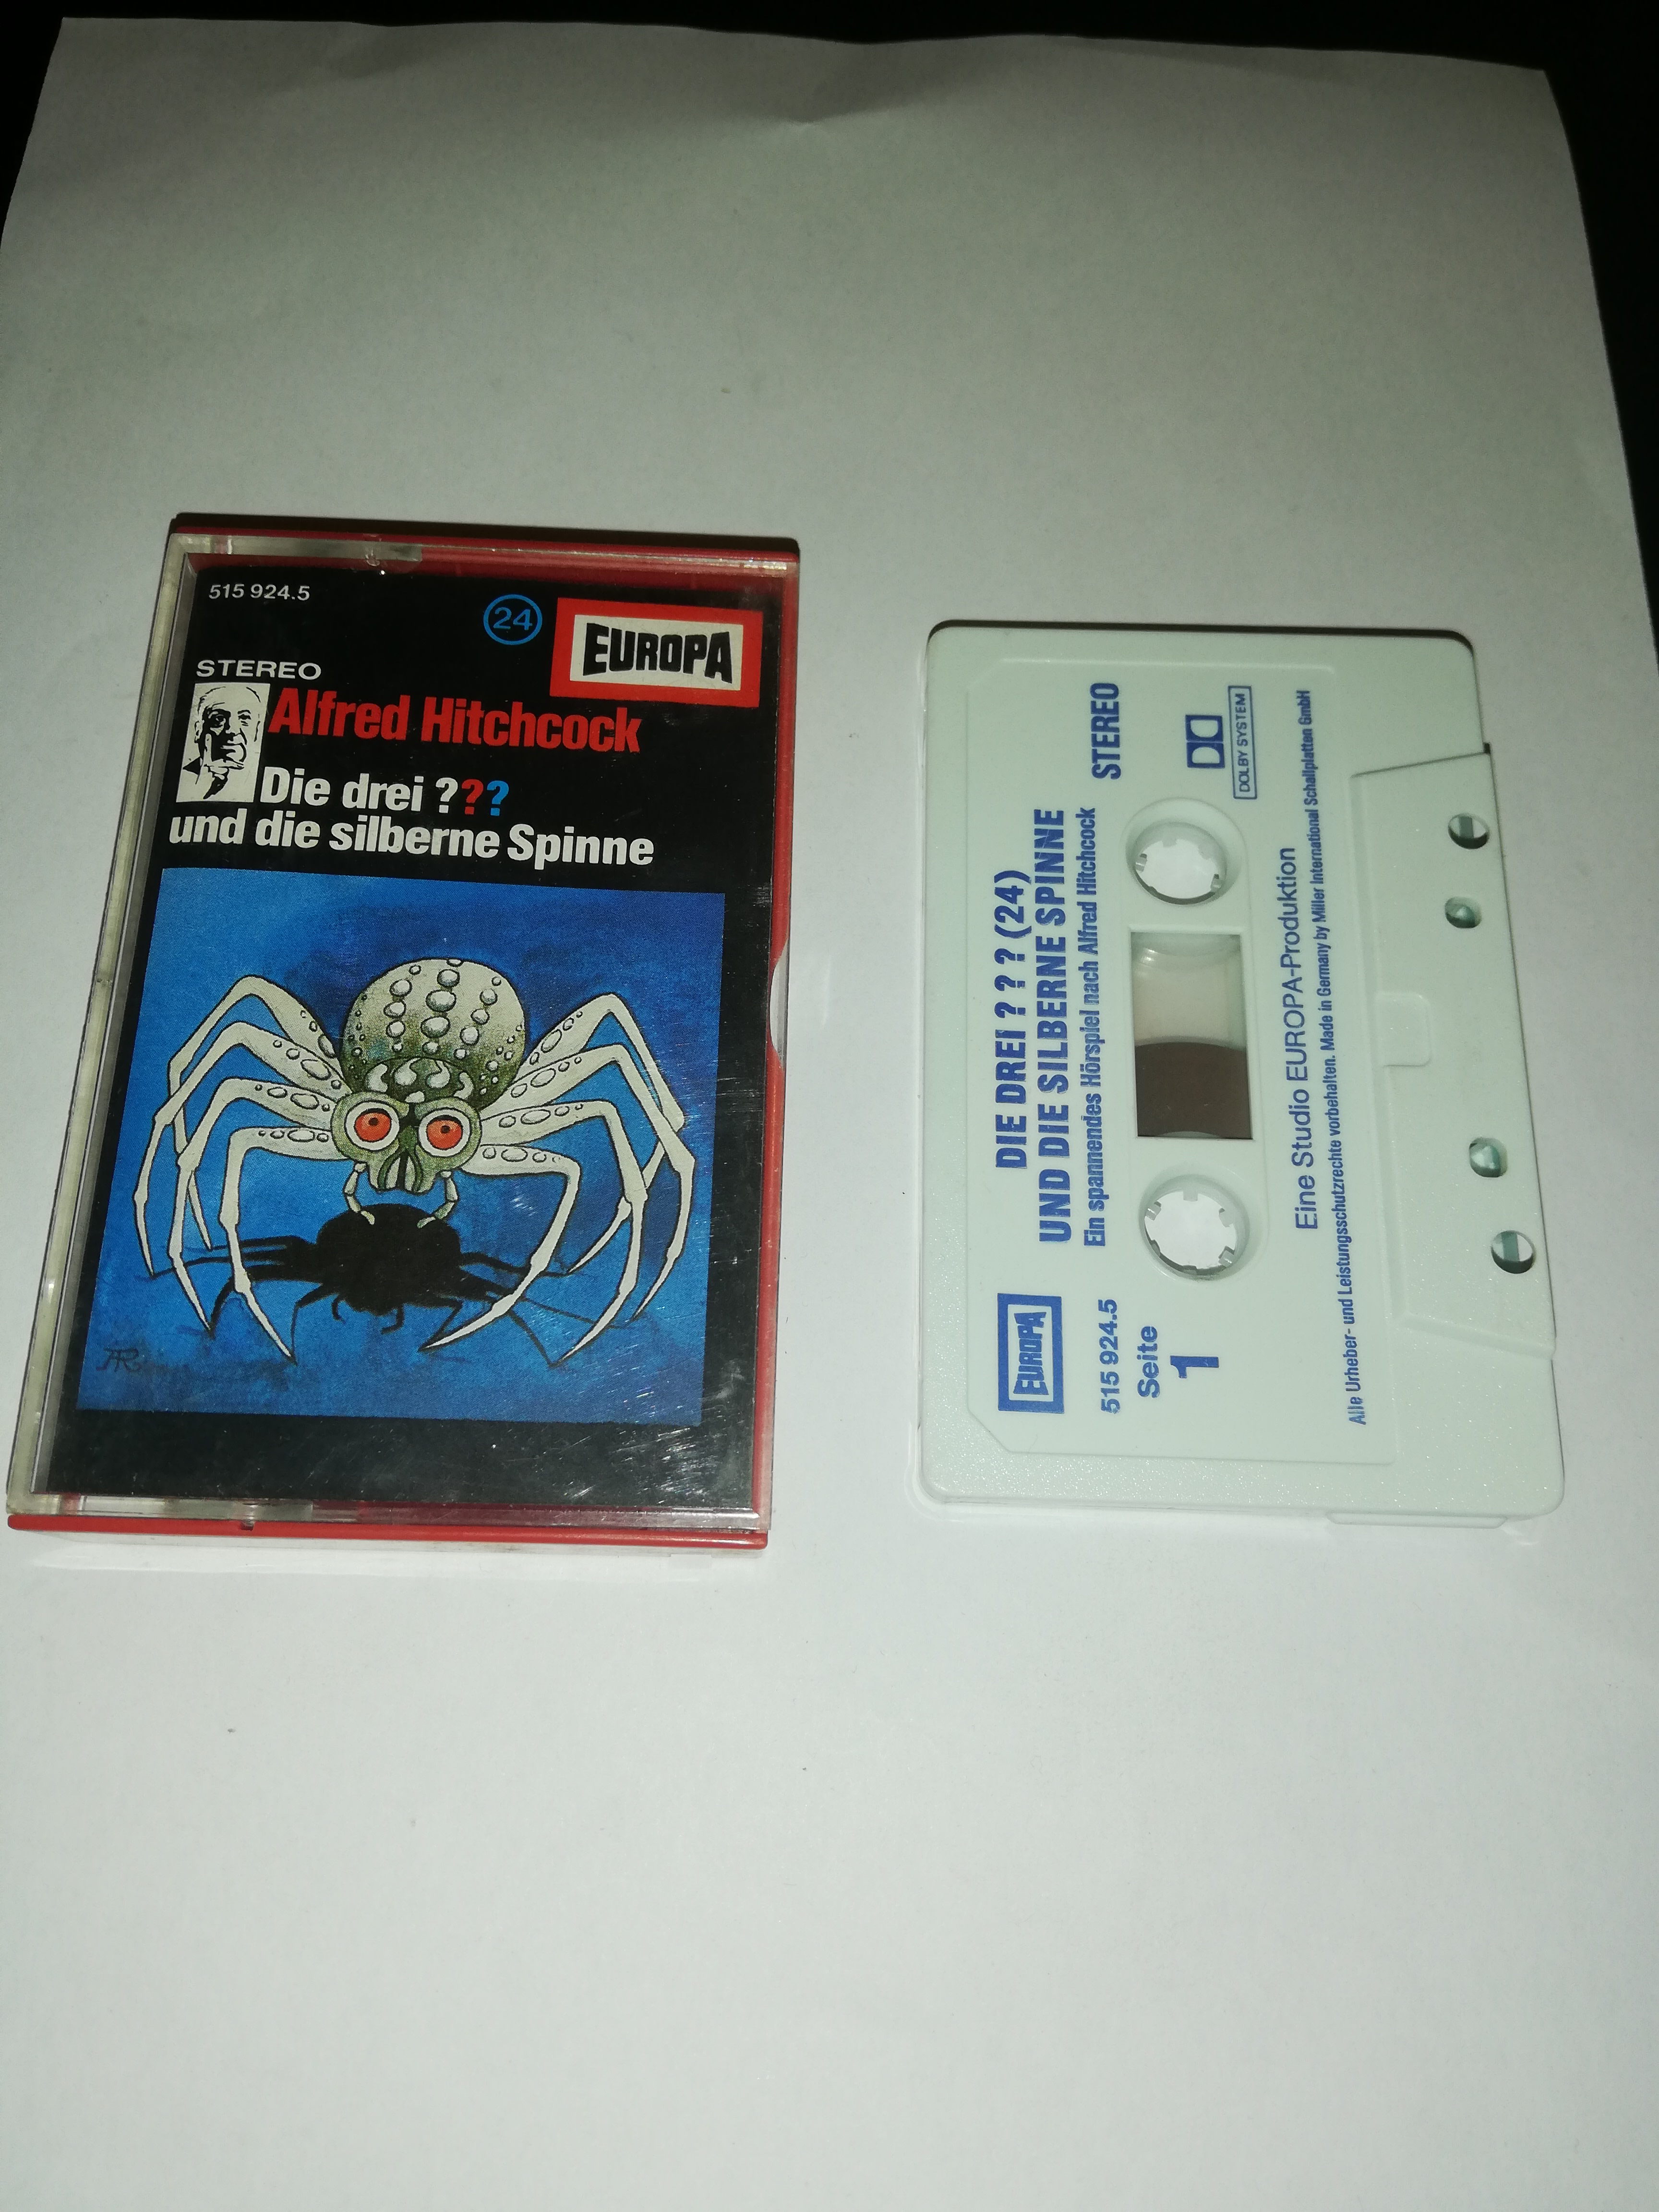 515 924.5
24
EUROPA
STEREO
Alfred Hitchcock
Die drei ???
und die silberne Spinne
AR
DIE DREI ? ? ? (24)
UND DIE SILBERNE SPINNE
Ein spannendes Hörspiel nach Alfred Hitchcock
STEREO
EUROPA
515 924.5
Seite
1
DOLBY SYSTEM
Eine Studio EUROPA-Produktion
Alle Urheber- und Leistungsschutzrechte vorbehalten. Made in Germany by Miller International Schallplatten GmbH